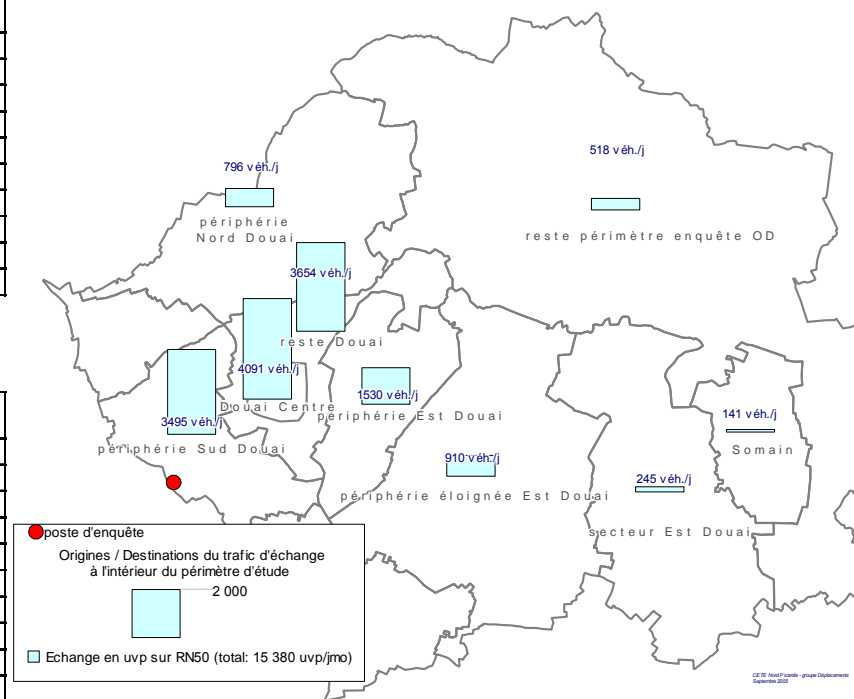 796 véh./j
périphérie
Nord Douai
518 véh./j
reste périmètre enquête OD
3654 véh./j
reste Douai
4091 véh./j
Douai Centre
3495 véh./j
périphérie Sud Douai
1530 véh./j
périphérie Est Douai
910 véh./j
périphérie éloignée Est Douai
141 véh./j
Somain
245 véh./j
secteur Est Douai
poste d'enquête
Origines / Destinations du trafic d'échange
à l'intérieur du périmètre d'étude
2 000
Echange en uvp sur RN50 (total: 15 380 uvp/jmo)
CETE Nord Picardie - groupe Déplacements
Septembre 2005